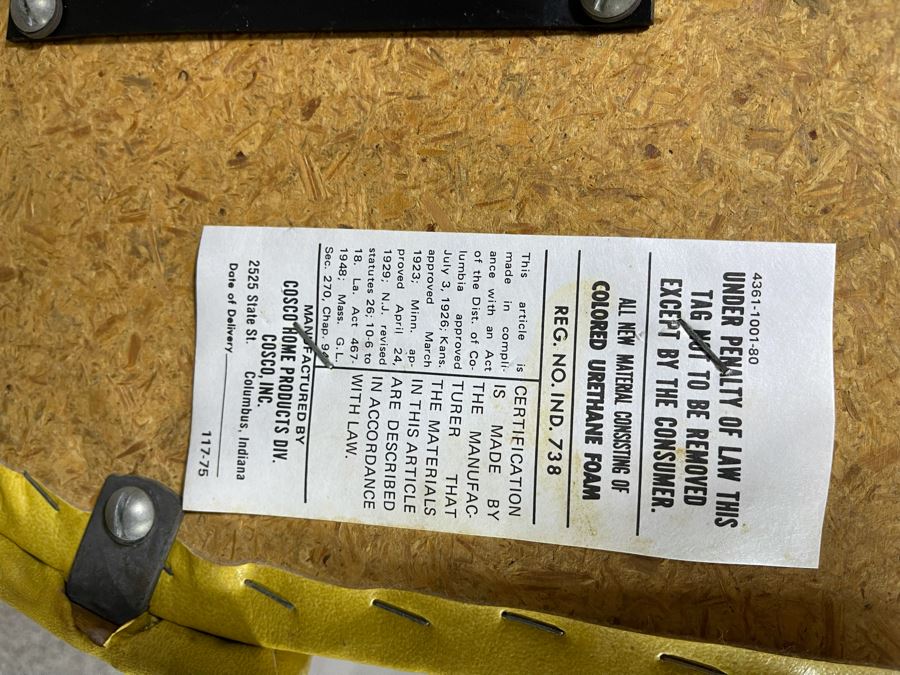 4361-1001-80
UNDER PENALTY OF LAW THIS
TAG NOT TO BE REMOVED
EXCEPT BY THE CONSUMER.
ALL NEW MATERIAL CONSISTING OF
COLORED URETHANE FOAM
REG. NO. IND. 738
This article is
made in compli-
ance with an Act
of the Dist. of Co-
lumbia approved
July 3, 1926; Kans.
approved March
1923; Minn. ap-
proved April 24,
1929; N.J. revised
statutes 26; 10-6 to
18. La. Act 467-
1948; Mass. G.L.
Sec. 270, Chap.
CERTIFICATION
IS MADE BY
THE MANUFAC-
TURER THAT
THE MATERIALS
IN THIS ARTICLE
ARE DESCRIBED
IN ACCORDANCE
WITH LAW.
MANUFACTURED BY
COSCO HOME PRODUCTS DIV.
COSCO, INC.
2525 State St. Columbus, Indiana
Date of Delivery
117-75